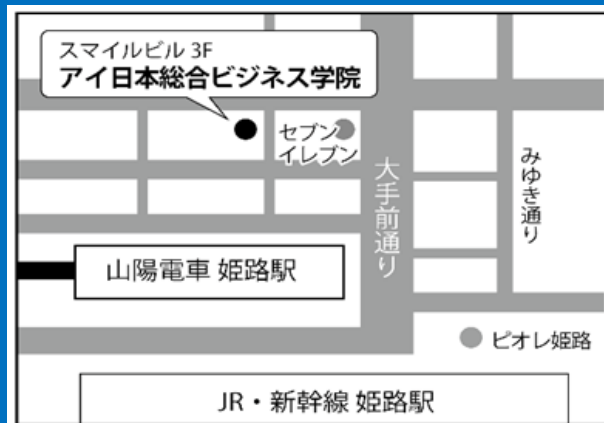 スマイルビル 3F
アイ日本総合ビジネス学院
セブン
イレブン
大手前通り
みゆき通り
山陽電車 姫路駅
ピオレ姫路
JR・新幹線 姫路駅